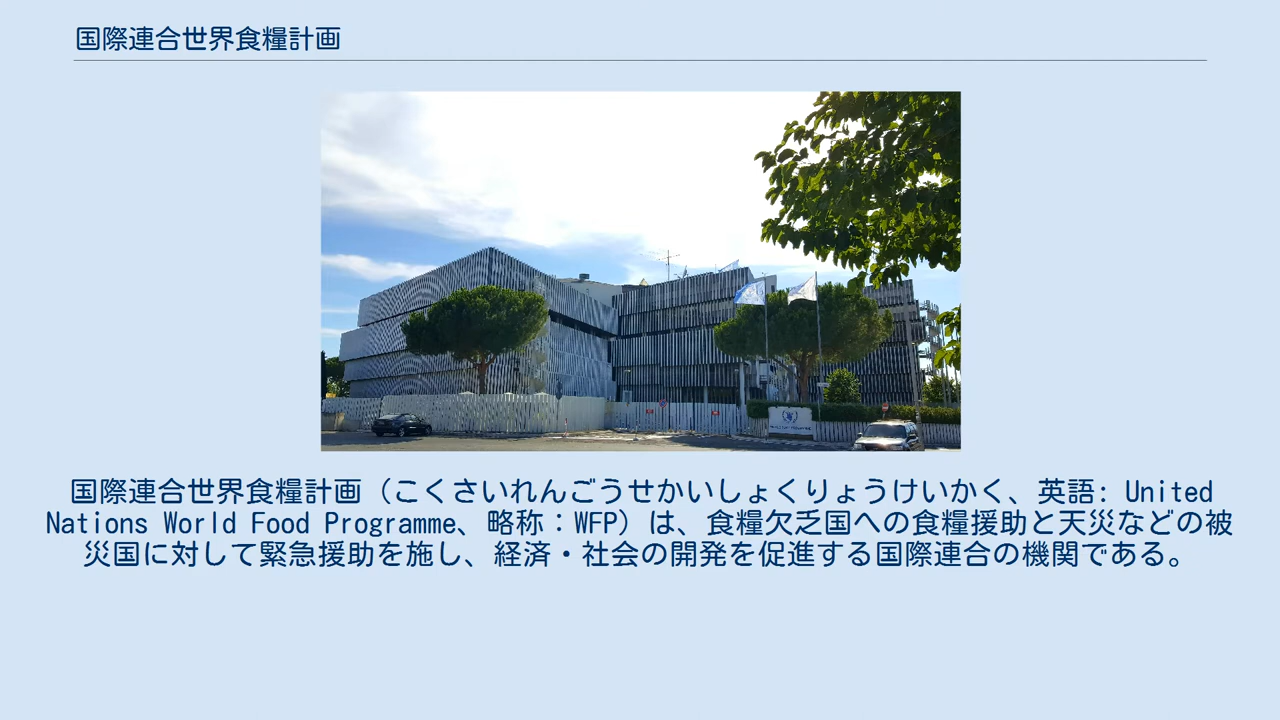 国際連合世界食糧計画
国際連合世界食糧計画（こくさいれんごうせかいしょくりょうけいかく、英語: United
Nations World Food Programme、略称：WFP）は、食糧欠乏国への食糧援助と天災などの被
災国に対して緊急援助を施し、経済・社会の開発を促進する国際連合の機関である。